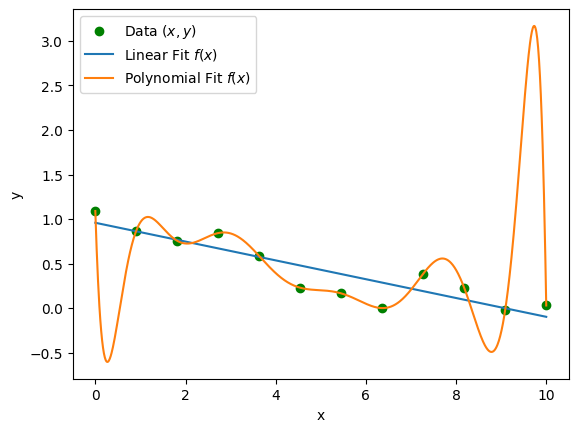 Data (x, y)
Linear Fit f(x)
Polynomial Fit f(x)
3.0
2.5
2.0
1.5
1.0
0.5
0.0
−0.5
y
0 2 4 6 8 10
x